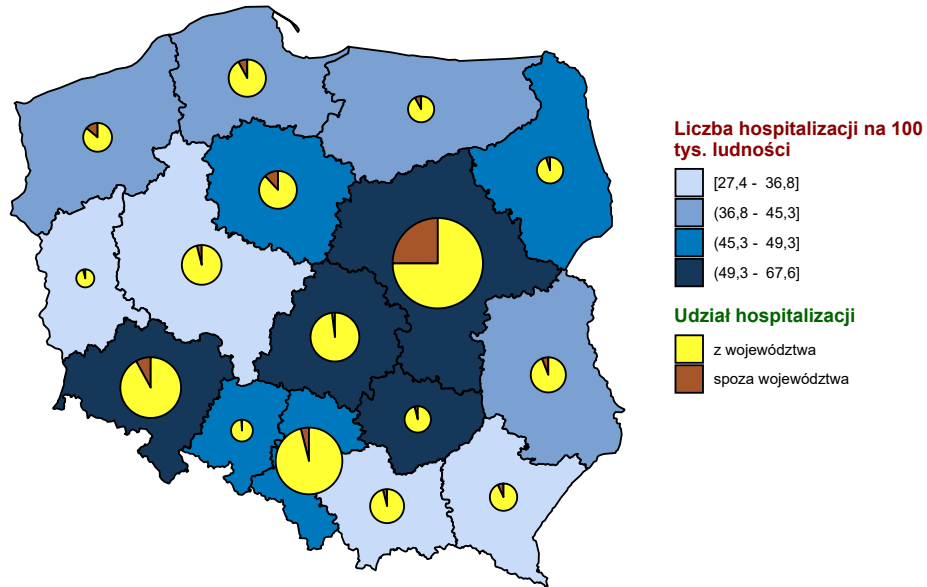 Liczba hospitalizacji na 100
tys. ludności
[27,4 - 36,8]
(36,8 - 45,3]
(45,3 - 49,3]
(49,3 - 67,6]
Udział hospitalizacji
z województwa
spoza województwa